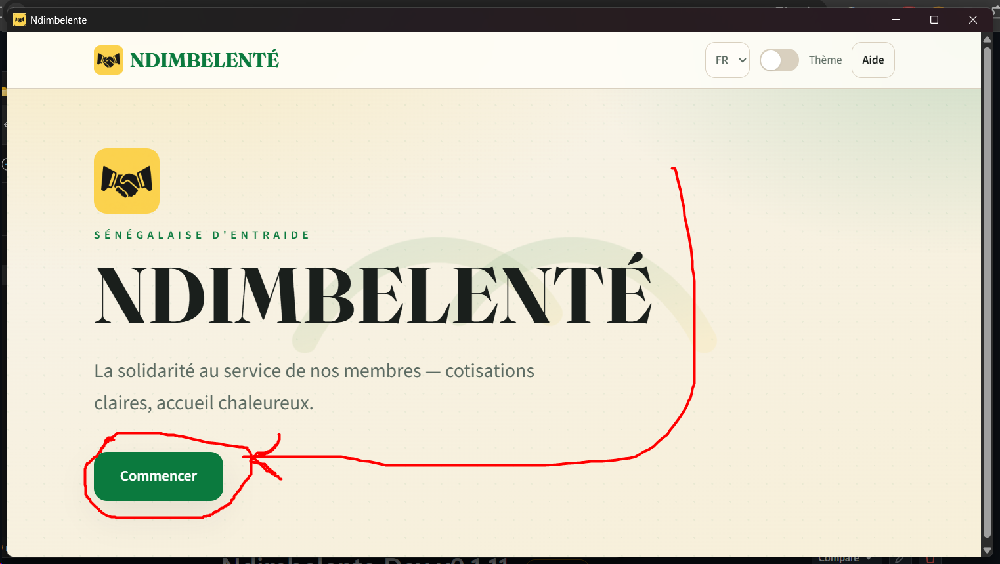 Ndimbelente
NDIMBELENTÉ
FR
Thème
Aide
SÉNÉGALAISE D'ENTRAIDE
NDIMBELENTÉ
La solidarité au service de nos membres — cotisations
claires, accueil chaleureux.
Commencer
Compare